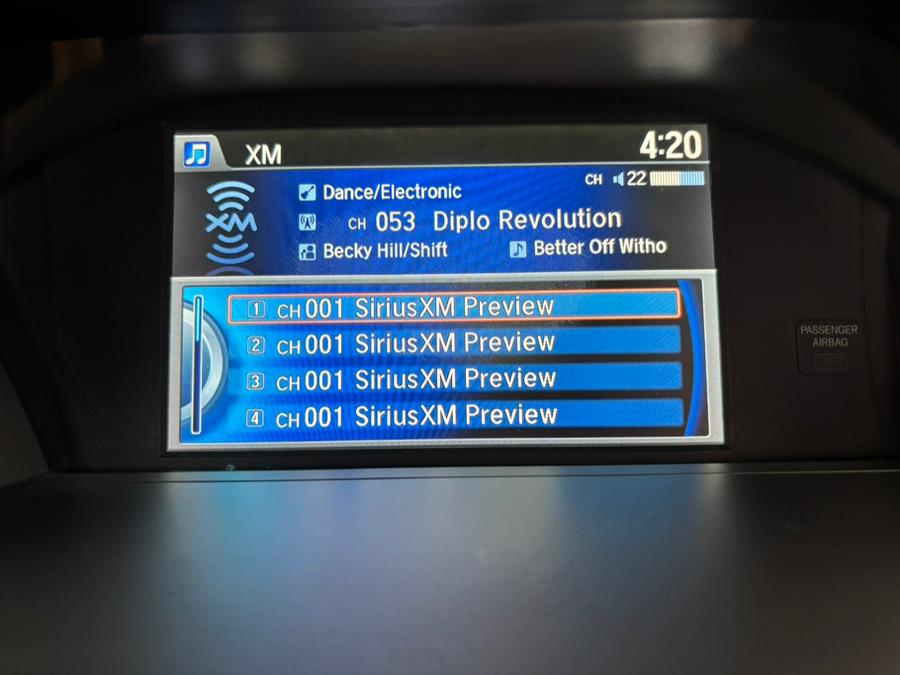 XM 4:20
CH 22
XM Dance/Electronic
CH 053 Diplo Revolution
Becky Hill/Shift Better Off Witho
1 CH 001 SiriusXM Preview
2 CH 001 SiriusXM Preview
3 CH 001 SiriusXM Preview
4 CH 001 SiriusXM Preview
PASSENGER
AIRBAG
OFF